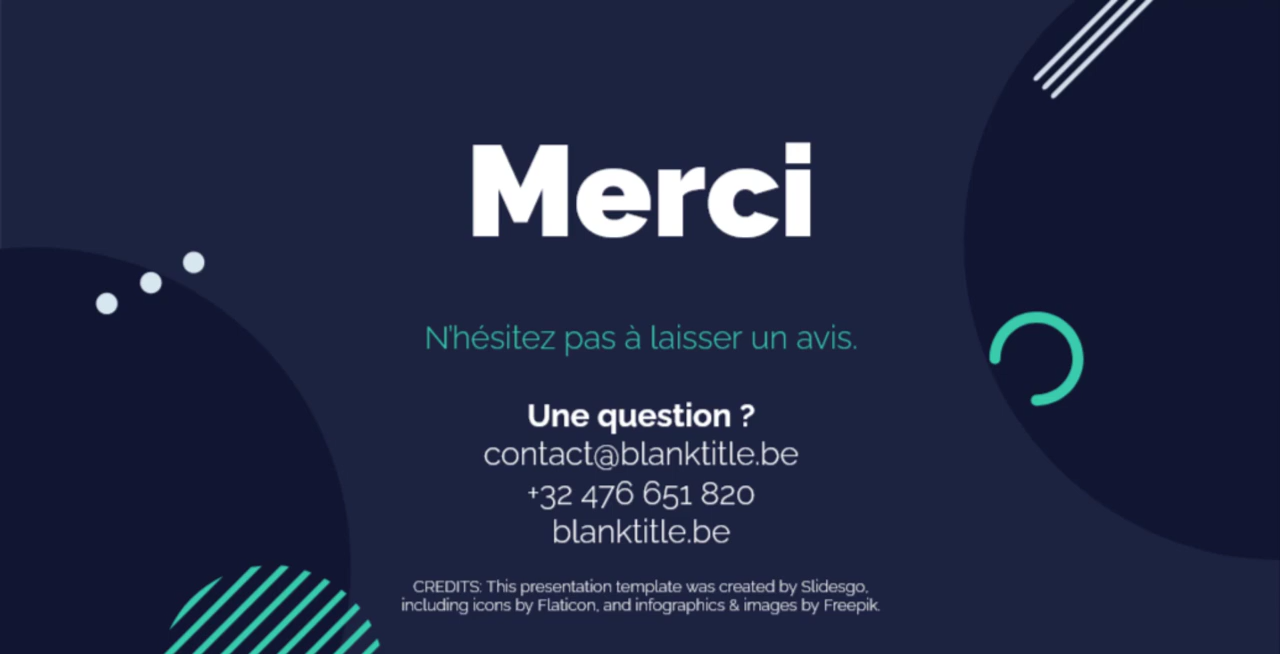 Merci
N'hésitez pas à laisser un avis.
Une question ?
contact@blanktitle.be
+32 476 651 820
blanktitle.be
CREDITS: This presentation template was created by Slidesgo,
including icons by Flaticon, and infographics & images by Freepik.